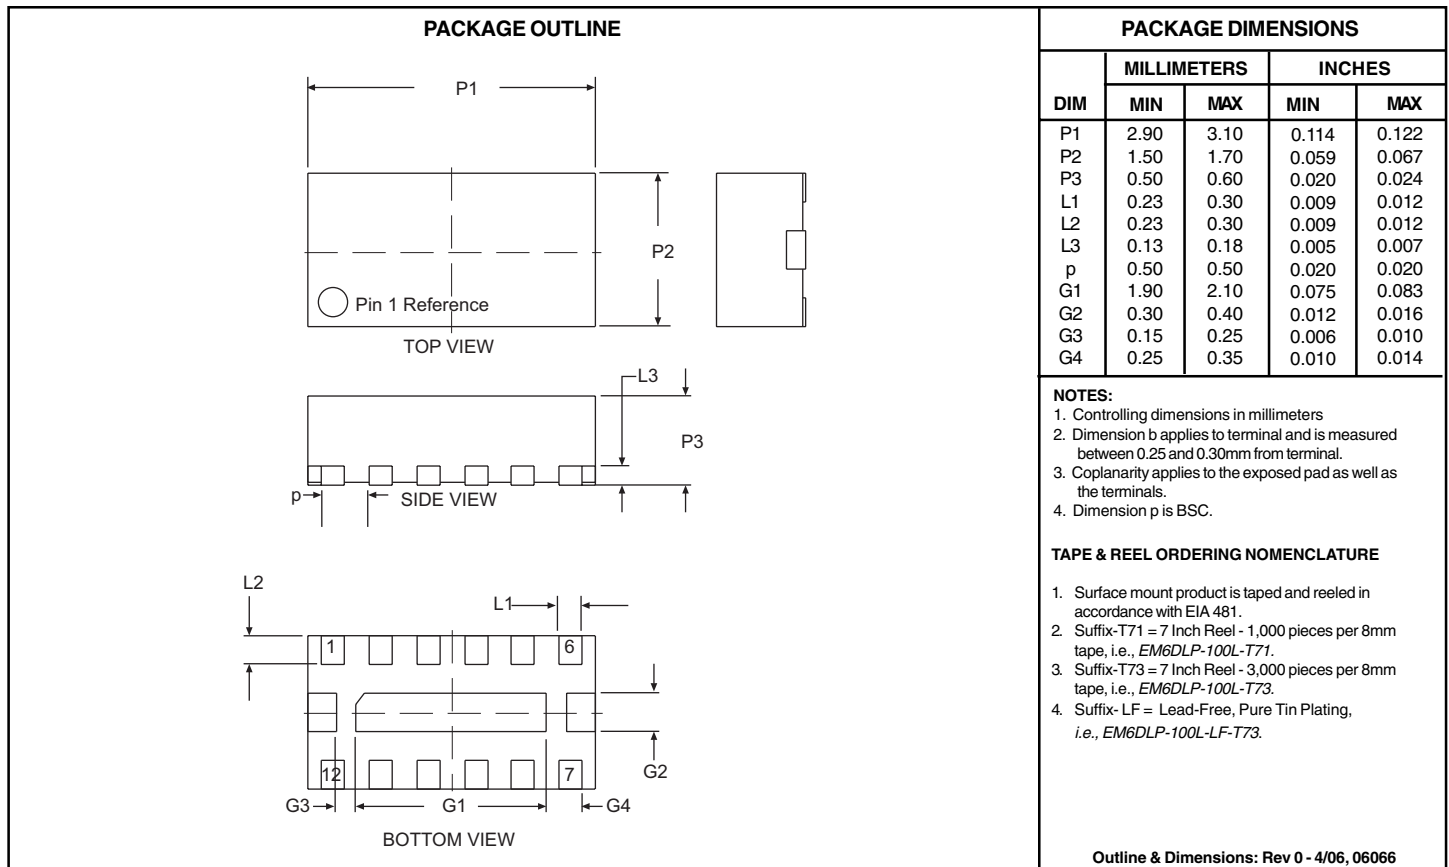 PACKAGE OUTLINE
P1
P2
Pin 1 Reference
TOP VIEW
L3
P3
p
SIDE VIEW
L2
L1
1
6
12
7
G2
G3
G1
G4
BOTTOM VIEW
PACKAGE DIMENSIONS
MILLIMETERS INCHES
DIM MIN MAX MIN MAX
P1 2.90 3.10 0.114 0.122
P2 1.50 1.70 0.059 0.067
P3 0.50 0.60 0.020 0.024
L1 0.23 0.30 0.009 0.012
L2 0.23 0.30 0.009 0.012
L3 0.13 0.18 0.005 0.007
p 0.50 0.50 0.020 0.020
G1 1.90 2.10 0.075 0.083
G2 0.30 0.40 0.012 0.016
G3 0.15 0.25 0.006 0.010
G4 0.25 0.35 0.010 0.014
NOTES:
1. Controlling dimensions in millimeters
2. Dimension b applies to terminal and is measured
between 0.25 and 0.30mm from terminal.
3. Coplanarity applies to the exposed pad as well as
the terminals.
4. Dimension p is BSC.
TAPE & REEL ORDERING NOMENCLATURE
1. Surface mount product is taped and reeled in
accordance with EIA 481.
2. Suffix-T71 = 7 Inch Reel - 1,000 pieces per 8mm
tape, i.e., EM6DLP-100L-T71.
3. Suffix-T73 = 7 Inch Reel - 3,000 pieces per 8mm
tape, i.e., EM6DLP-100L-T73.
4. Suffix- LF = Lead-Free, Pure Tin Plating,
i.e., EM6DLP-100L-LF-T73.
Outline & Dimensions: Rev 0 - 4/06, 06066